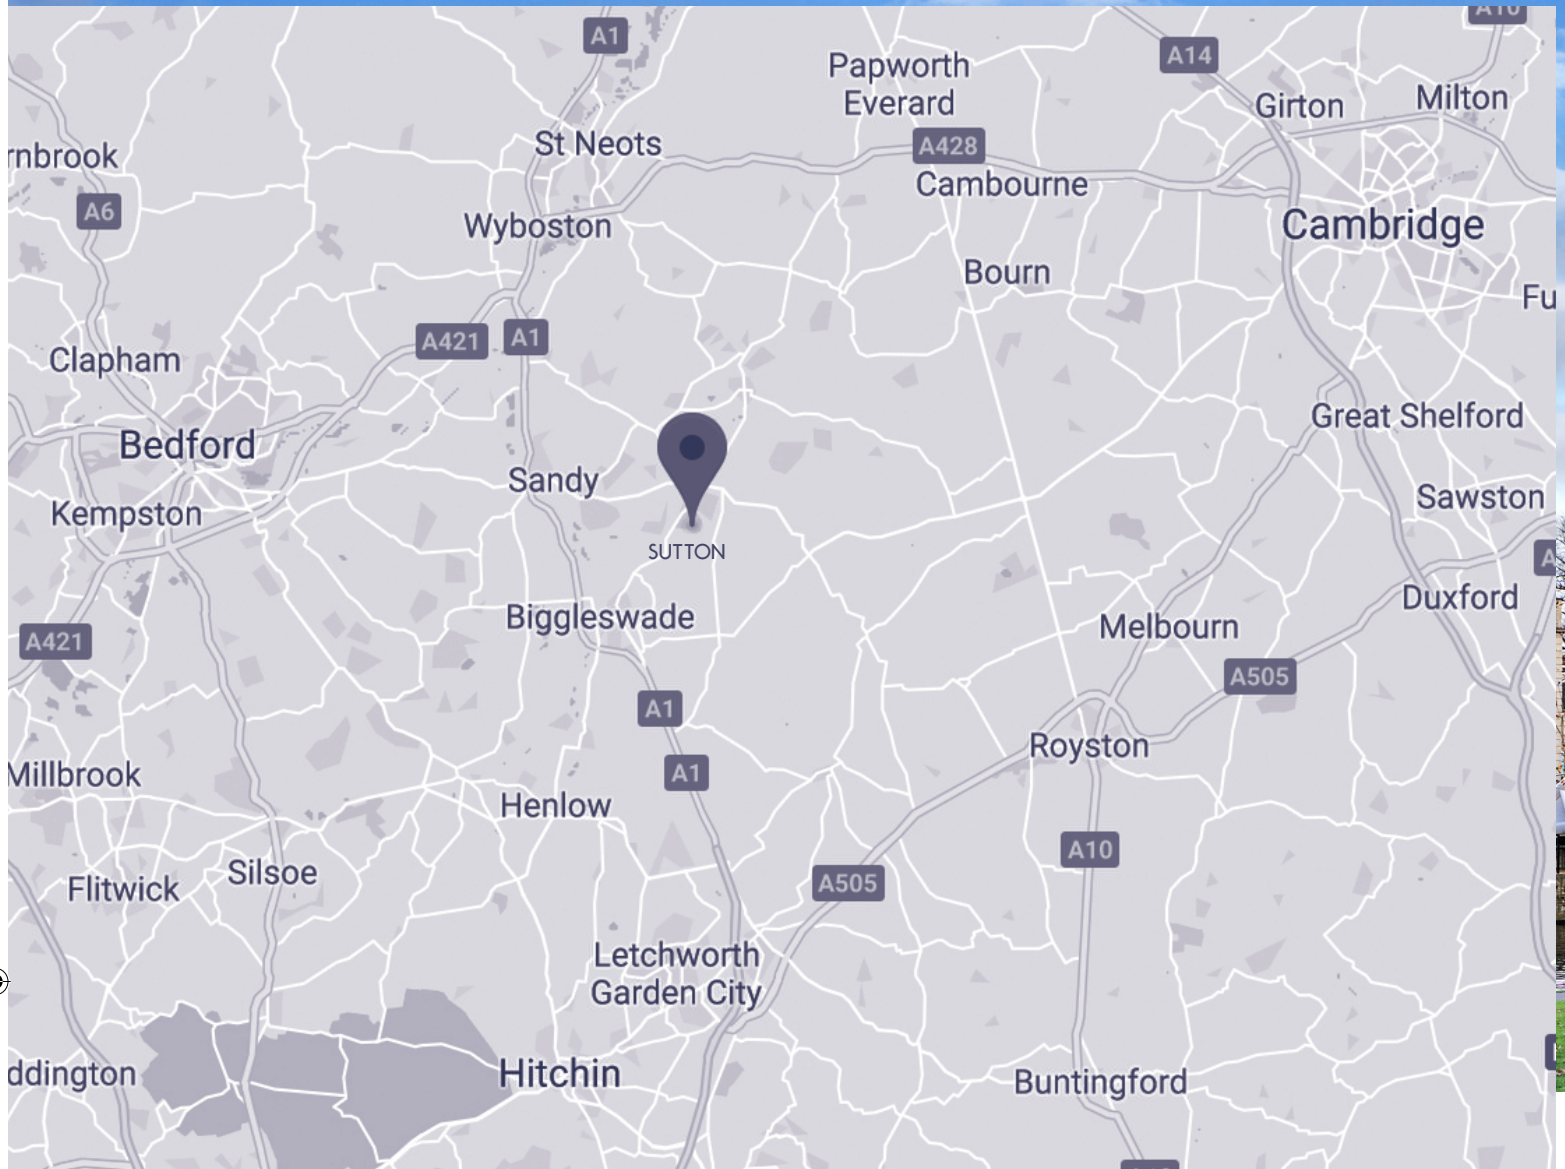 A1
A10
A14
Papworth
Everard
Girton
Milton
St Neots
A428
rnbrook
Cambourne
A6
Wyboston
Cambridge
Bourn
Fu
A421
A1
Clapham
Great Shelford
Bedford
Sandy
Sawston
Kempston
SUTTON
A
Duxford
Biggleswade
Melbourn
A421
A505
A1
Royston
Millbrook
A1
Henlow
A10
Silsoe
A505
Flitwick
Letchworth
Garden City
ddington
Hitchin
Buntingford